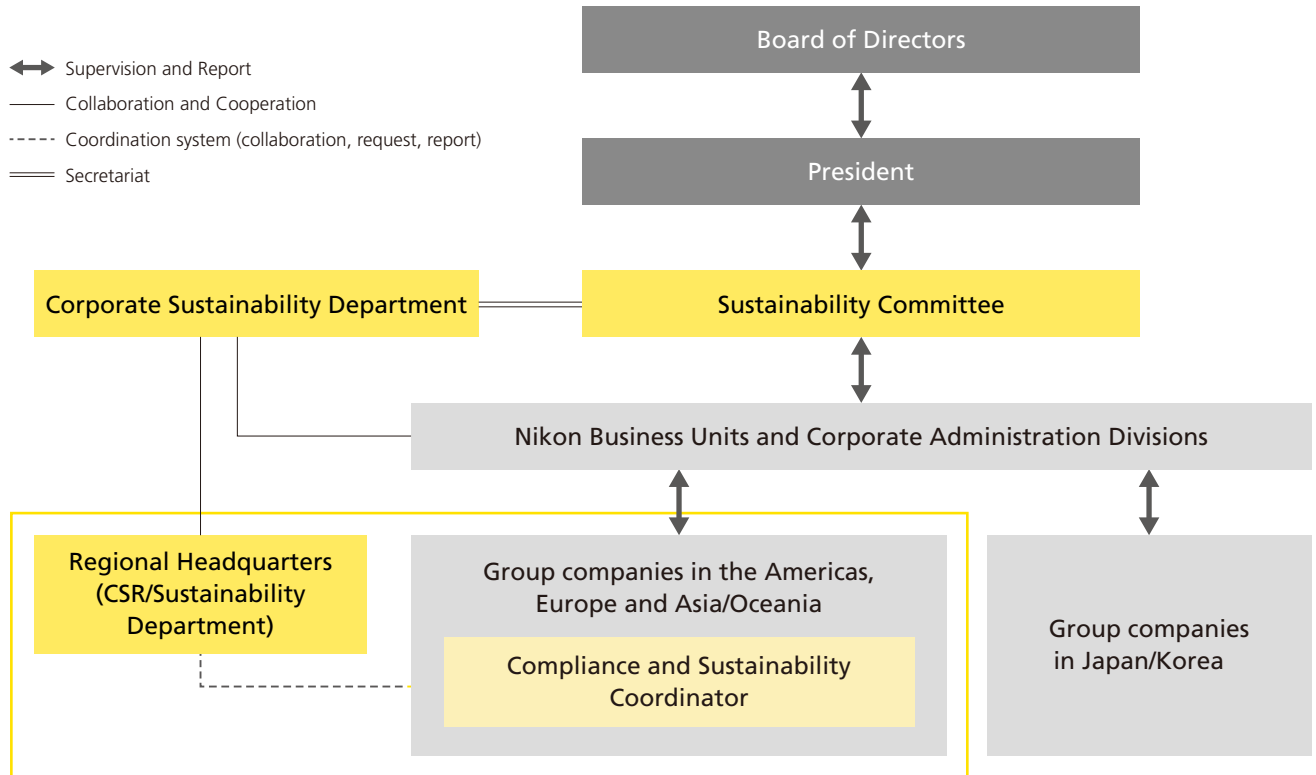 Supervision and Report
Collaboration and Cooperation
Coordination system (collaboration, request, report)
Secretariat
Board of Directors
President
Corporate Sustainability Department
Sustainability Committee
Nikon Business Units and Corporate Administration Divisions
Regional Headquarters
(CSR/Sustainability
Department)
Group companies in the Americas,
Europe and Asia/Oceania
Compliance and Sustainability
Coordinator
Group companies
in Japan/Korea